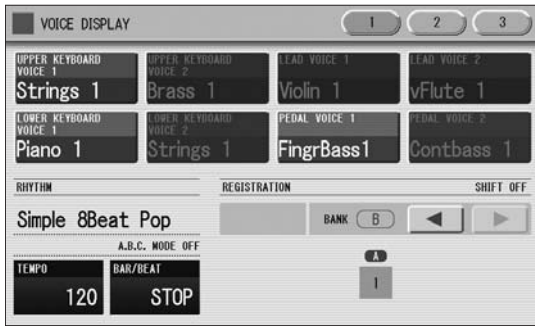 VOICE DISPLAY 1 2 3
UPPER KEYBOARD VOICE 1
Strings 1
UPPER KEYBOARD VOICE 2
Brass 1
LEAD VOICE 1
Violin 1
LEAD VOICE 2
vFlute 1
LOWER KEYBOARD VOICE 1
Piano 1
LOWER KEYBOARD VOICE 2
Strings 1
PEDAL VOICE 1
FingrBass1
PEDAL VOICE 2
Contbass 1
RHYTHM
Simple 8Beat Pop
A.B.C. MODE OFF
TEMPO
120
BAR/BEAT
STOP
REGISTRATION SHIFT OFF
BANK B
A
1